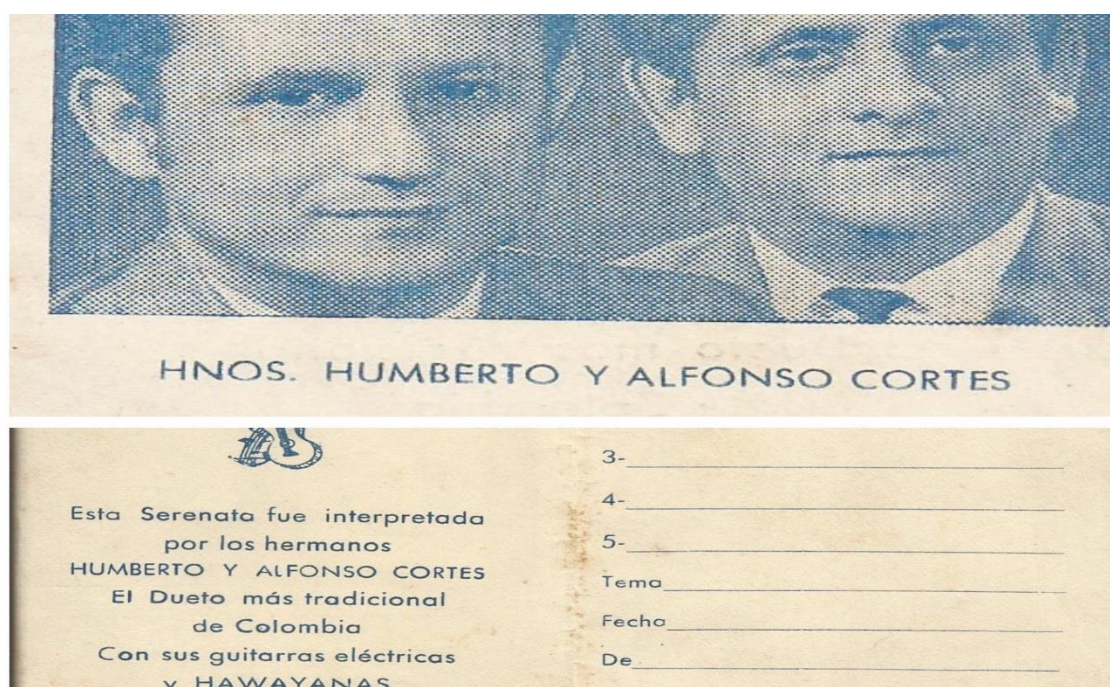 HNOS. HUMBERTO Y ALFONSO CORTES
Esta Serenata fue interpretada
por los hermanos
HUMBERTO Y ALFONSO CORTES
El Dueto más tradicional
de Colombia
Con sus guitarras eléctricas
y HAWAYANAS
3-
4-
5-
Tema
Fecha
De